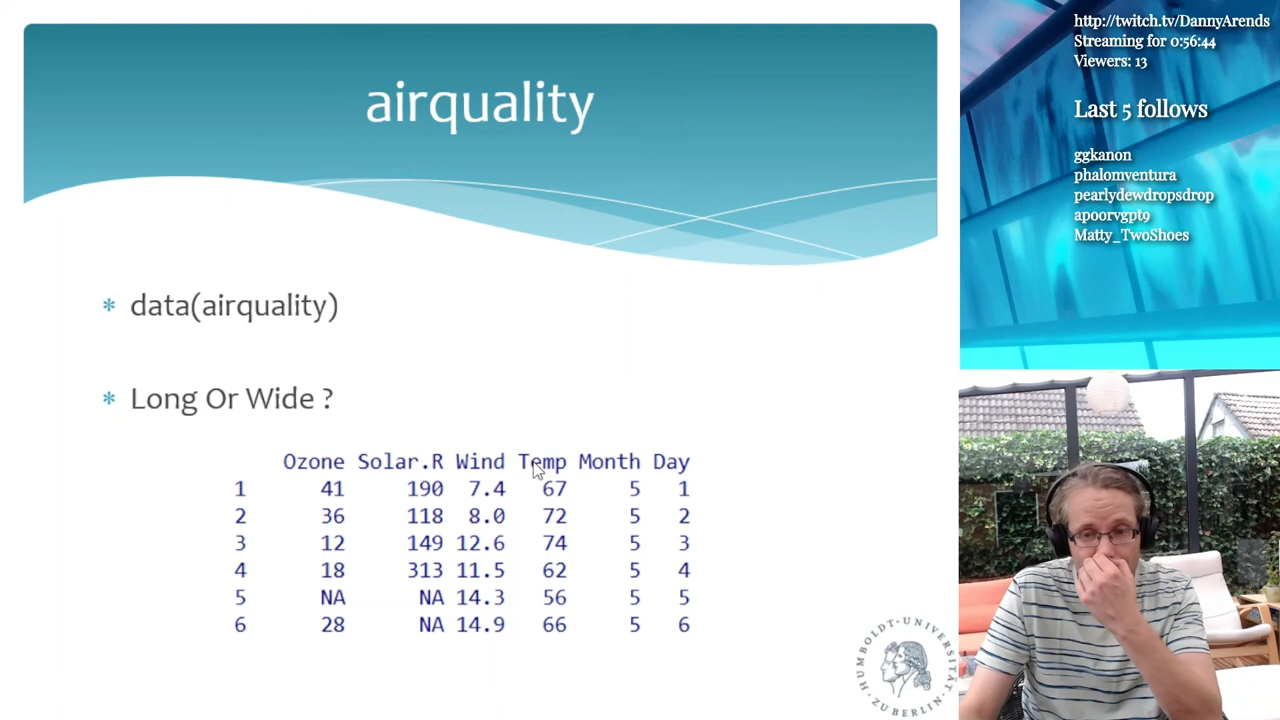 airquality
* data(airquality)
* Long Or Wide ?
Ozone Solar.R Wind Temp Month Day
1 41 190 7.4 67 5 1
2 36 118 8.0 72 5 2
3 12 149 12.6 74 5 3
4 18 313 11.5 62 5 4
5 NA NA 14.3 56 5 5
6 28 NA 14.9 66 5 6
HUMBOLDT-UNIVERSITÄT
ZU BERLIN
http://twitch.tv/DannyArends
Streaming for 0:56:44
Viewers: 13
Last 5 follows
ggkanon
phalomventura
pearlydewdropsdrop
apoorvgpt9
Matty_TwoShoes